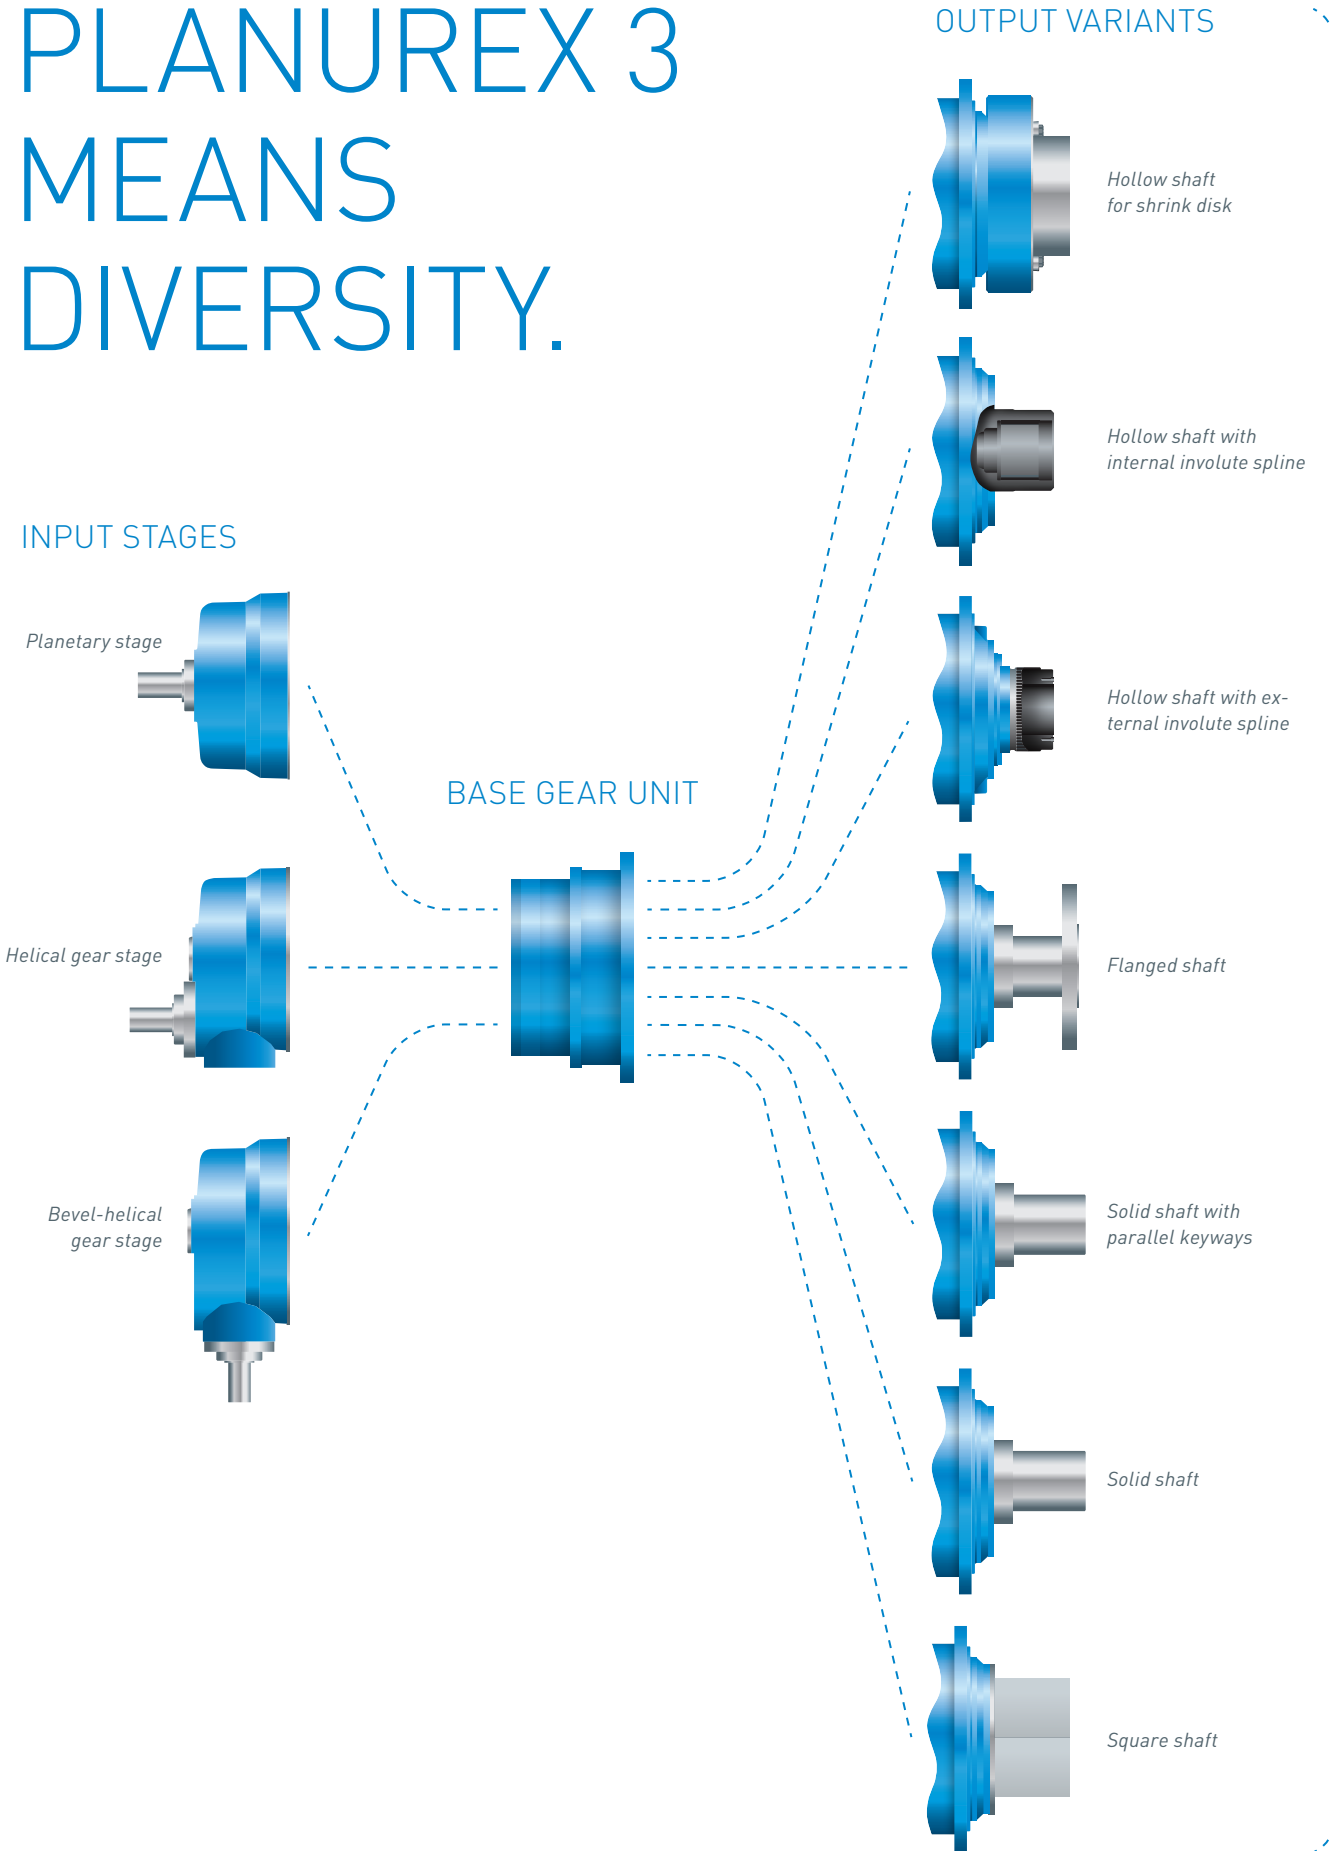 PLANUREX 3
MEANS
DIVERSITY.
INPUT STAGES
Planetary stage
Helical gear stage
Bevel-helical
gear stage
BASE GEAR UNIT
OUTPUT VARIANTS
Hollow shaft
for shrink disk
Hollow shaft with
internal involute spline
Hollow shaft with ex-
ternal involute spline
Flanged shaft
Solid shaft with
parallel keyways
Solid shaft
Square shaft